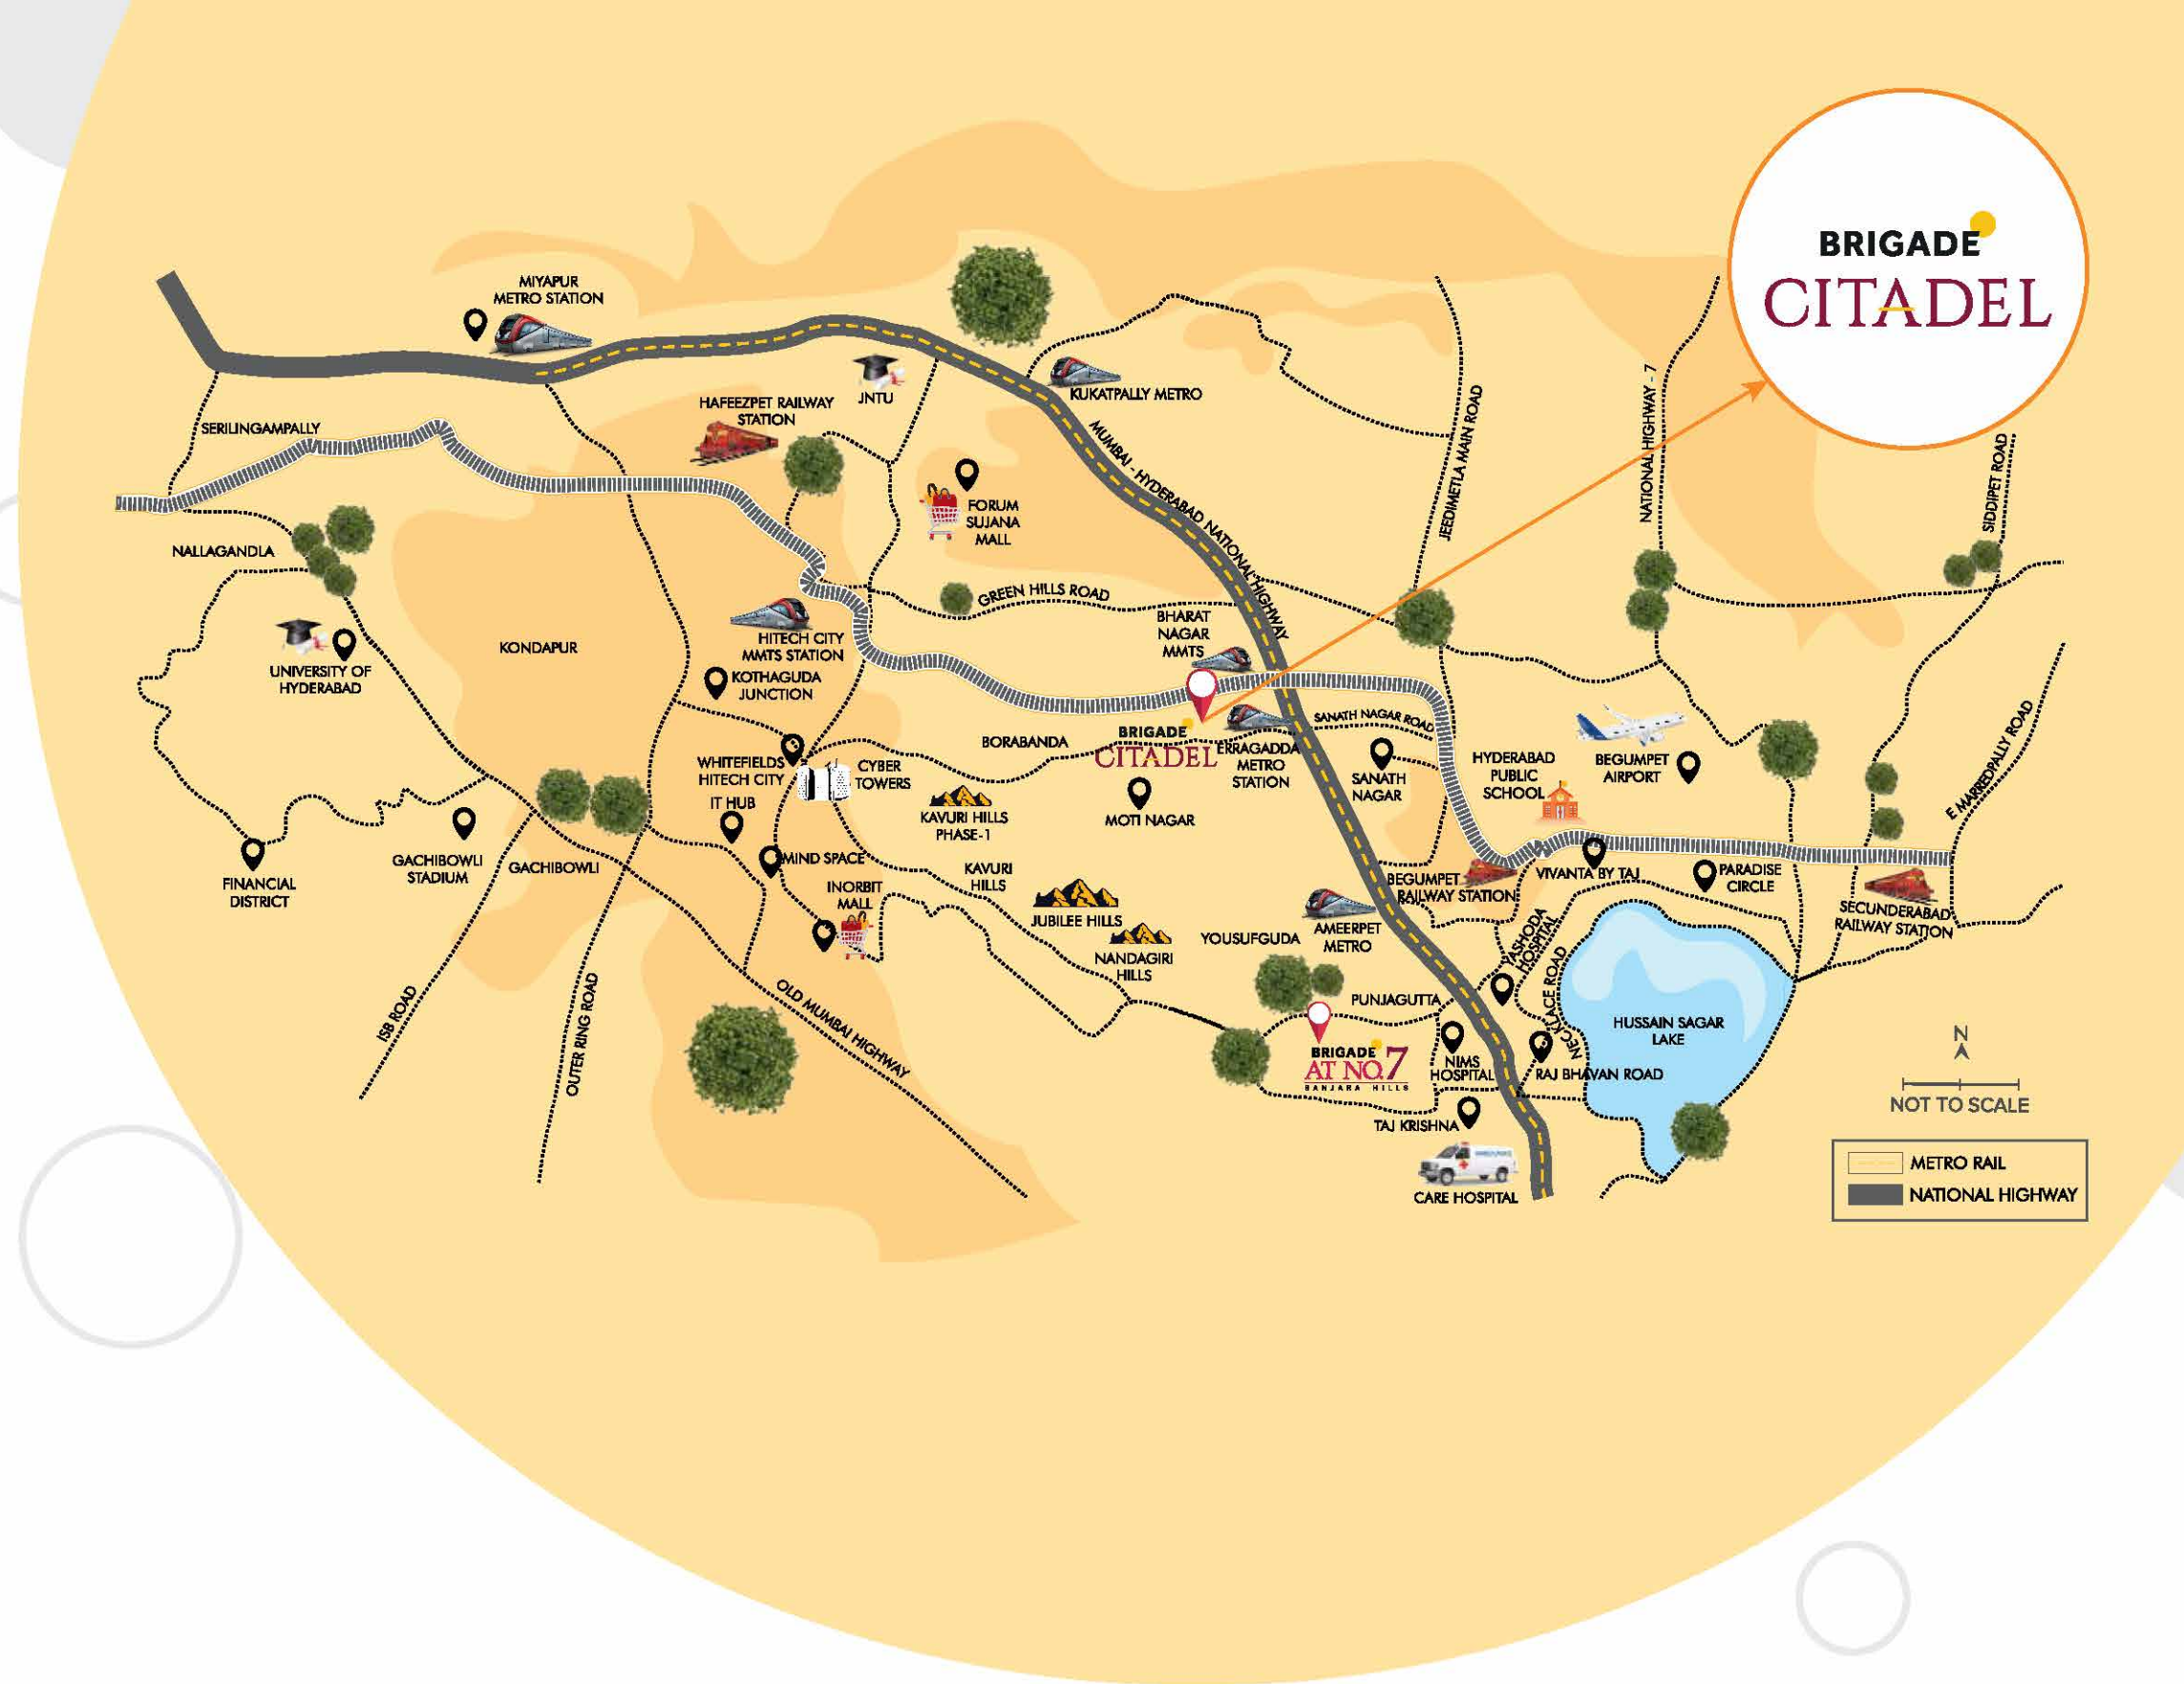 BRIGADE
CITADEL
MIYAPUR
METRO STATION
HAFEEZPET RAILWAY
STATION
JNTU
KUKATPALLY METRO
MUMBAI - HYDERABAD NATIONAL HIGHWAY
JEEDIMETLA MAIN ROAD
NATIONAL HIGHWAY - 7
SIDDIPET ROAD
SERILINGAMPALLY
FORUM
SUJANA
MALL
NALLAGANDLA
GREEN HILLS ROAD
BHARAT
NAGAR
MMTS
UNIVERSITY OF
HYDERABAD
KONDAPUR
HITECH CITY
MMTS STATION
KOTHAGUDA
JUNCTION
BORABANDA
BRIGADE
CITADEL
ERRAGADDA
METRO
STATION
SANATH NAGAR ROAD
SANATH
NAGAR
HYDERABAD
PUBLIC
SCHOOL
BEGUMPET
AIRPORT
E MARREDPALLY ROAD
WHITEFIELDS
HITECH CITY
CYBER
TOWERS
IT HUB
KAVURI HILLS
PHASE-1
MOTI NAGAR
FINANCIAL
DISTRICT
GACHIBOWLI
STADIUM
GACHIBOWLI
MIND SPACE
INORBIT
MALL
KAVURI
HILLS
JUBILEE HILLS
NANDAGIRI
HILLS
YOUSUFGUDA
AMEERPET
METRO
BEGUMPET
RAILWAY STATION
VIVANTA BY TAJ
PARADISE
CIRCLE
SECUNDERABAD
RAILWAY STATION
YASHODA
HOSPITAL
NECKLACE ROAD
PUNJAGUTTA
HUSSAIN SAGAR
LAKE
ISB ROAD
OUTER RING ROAD
OLD MUMBAI HIGHWAY
BRIGADE
AT NO.7
BANJARA HILLS
NIMS
HOSPITAL
RAJ BHAVAN ROAD
TAJ KRISHNA
CARE HOSPITAL
N
NOT TO SCALE
METRO RAIL
NATIONAL HIGHWAY